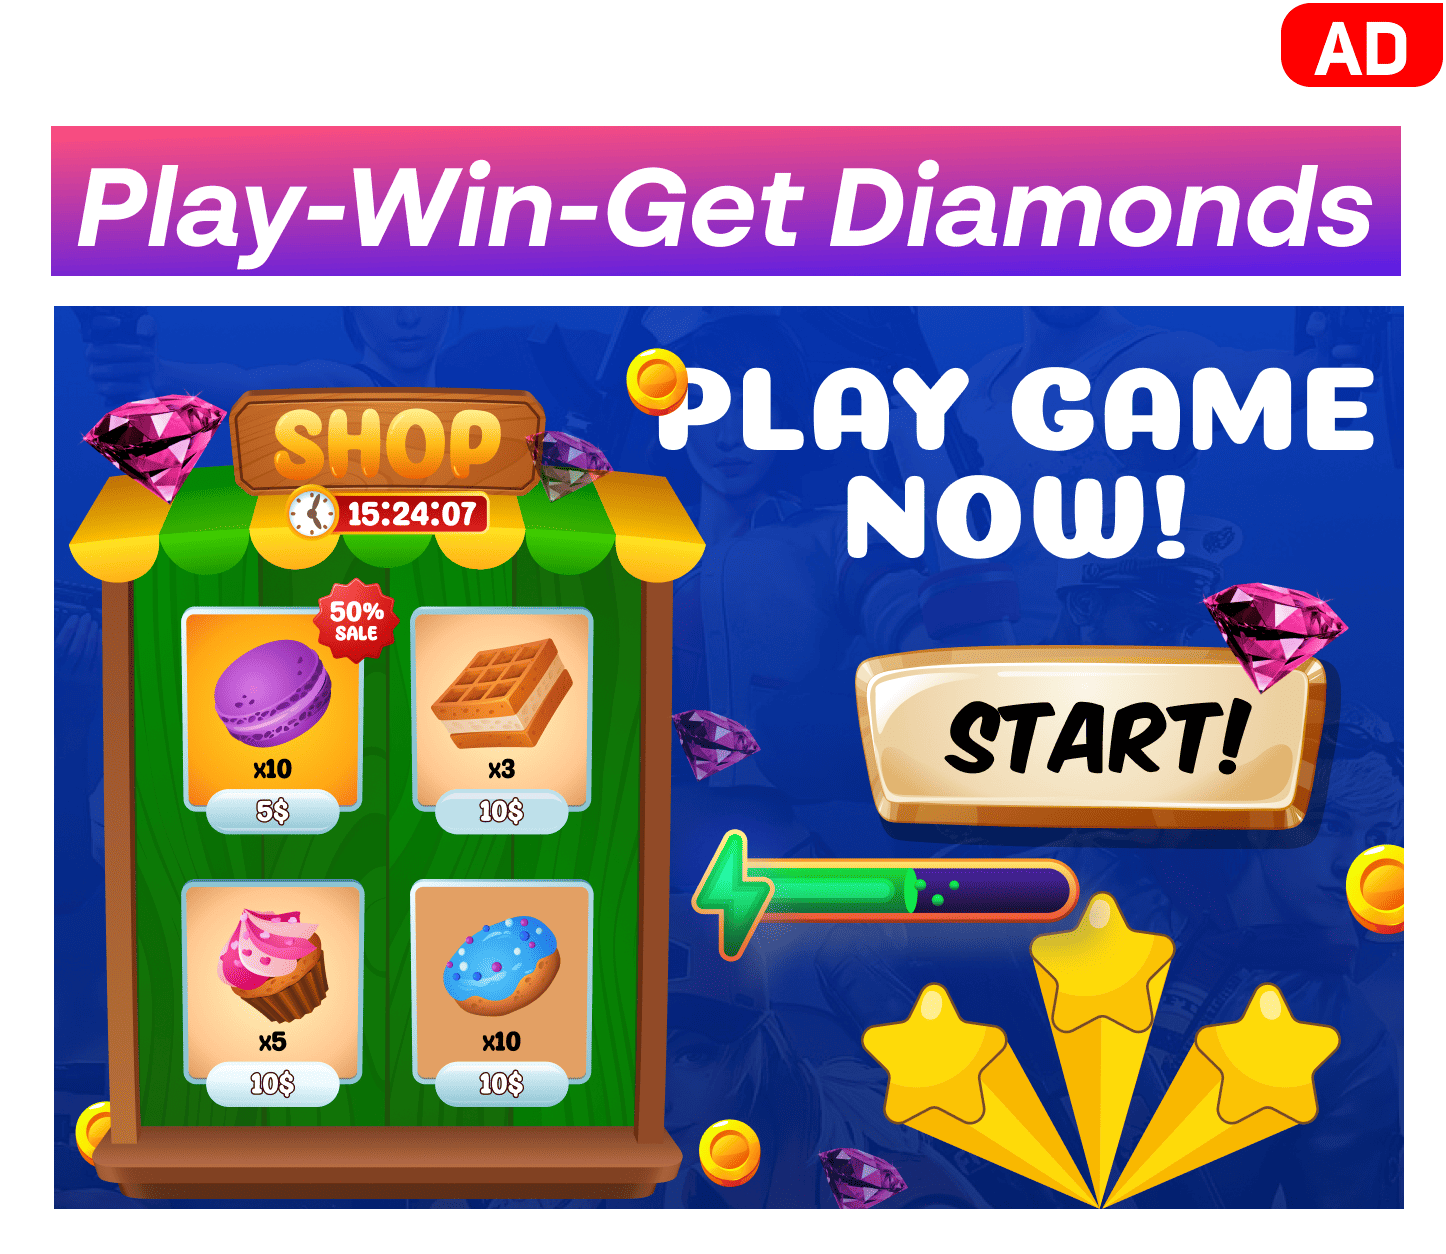 AD
Play-Win-Get Diamonds
PLAY GAME
NOW!
SHOP
15:24:07
50%
SALE
x10
5$
x3
10$
x5
10$
x10
10$
START!